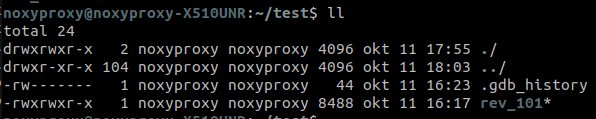 noxyproxy@noxyproxy-X510UNR:~/test$ ll
total 24
drwxrwxr-x   2 noxyproxy noxyproxy 4096 okt 11 17:55 ./
drwxr-xr-x 104 noxyproxy noxyproxy 4096 okt 11 18:03 ../
-rw-------   1 noxyproxy noxyproxy   44 okt 11 16:23 .gdb_history
-rwxrwxr-x   1 noxyproxy noxyproxy 8488 okt 11 16:17 rev_101*